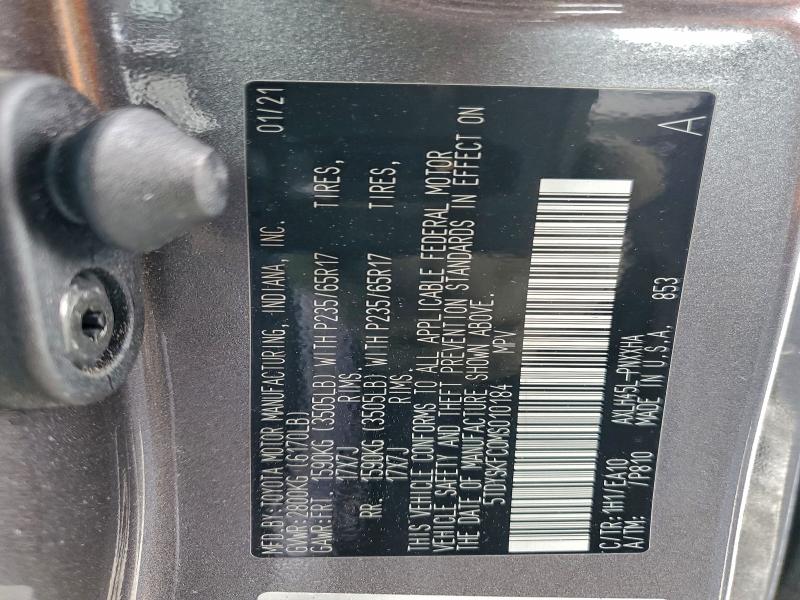 MFD.BY:TOYOTA MOTOR MANUFACTURING, INDIANA, INC. 01/21
GVWR:2800KG (6170LB)
GAWR:FRT. 1590KG (3505LB) WITH P235/65R17 TIRES,
17X7J RIMS.
RR. 1590KG (3505LB) WITH P235/65R17 TIRES,
17X7J RIMS.
THIS VEHICLE CONFORMS TO ALL APPLICABLE FEDERAL MOTOR
VEHICLE SAFETY AND THEFT PREVENTION STANDARDS IN EFFECT ON
THE DATE OF MANUFACTURE SHOWN ABOVE.
5TDYSKFC0MS010184 MPV
C/TR:1H1/EA10 AXLH45L-PXXXHA
A/TM: /P810 MADE IN U.S.A. 853 A